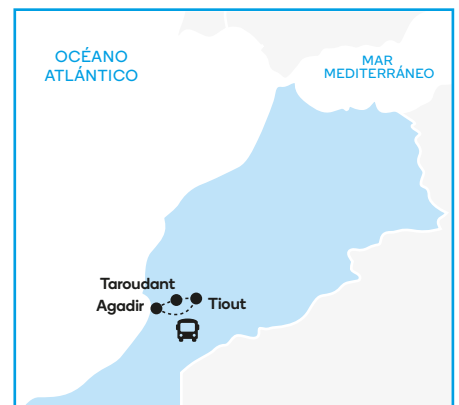 OCÉANO
ATLÁNTICO
MAR
MEDITERRÁNEO
Taroudant
Agadir
Tiout